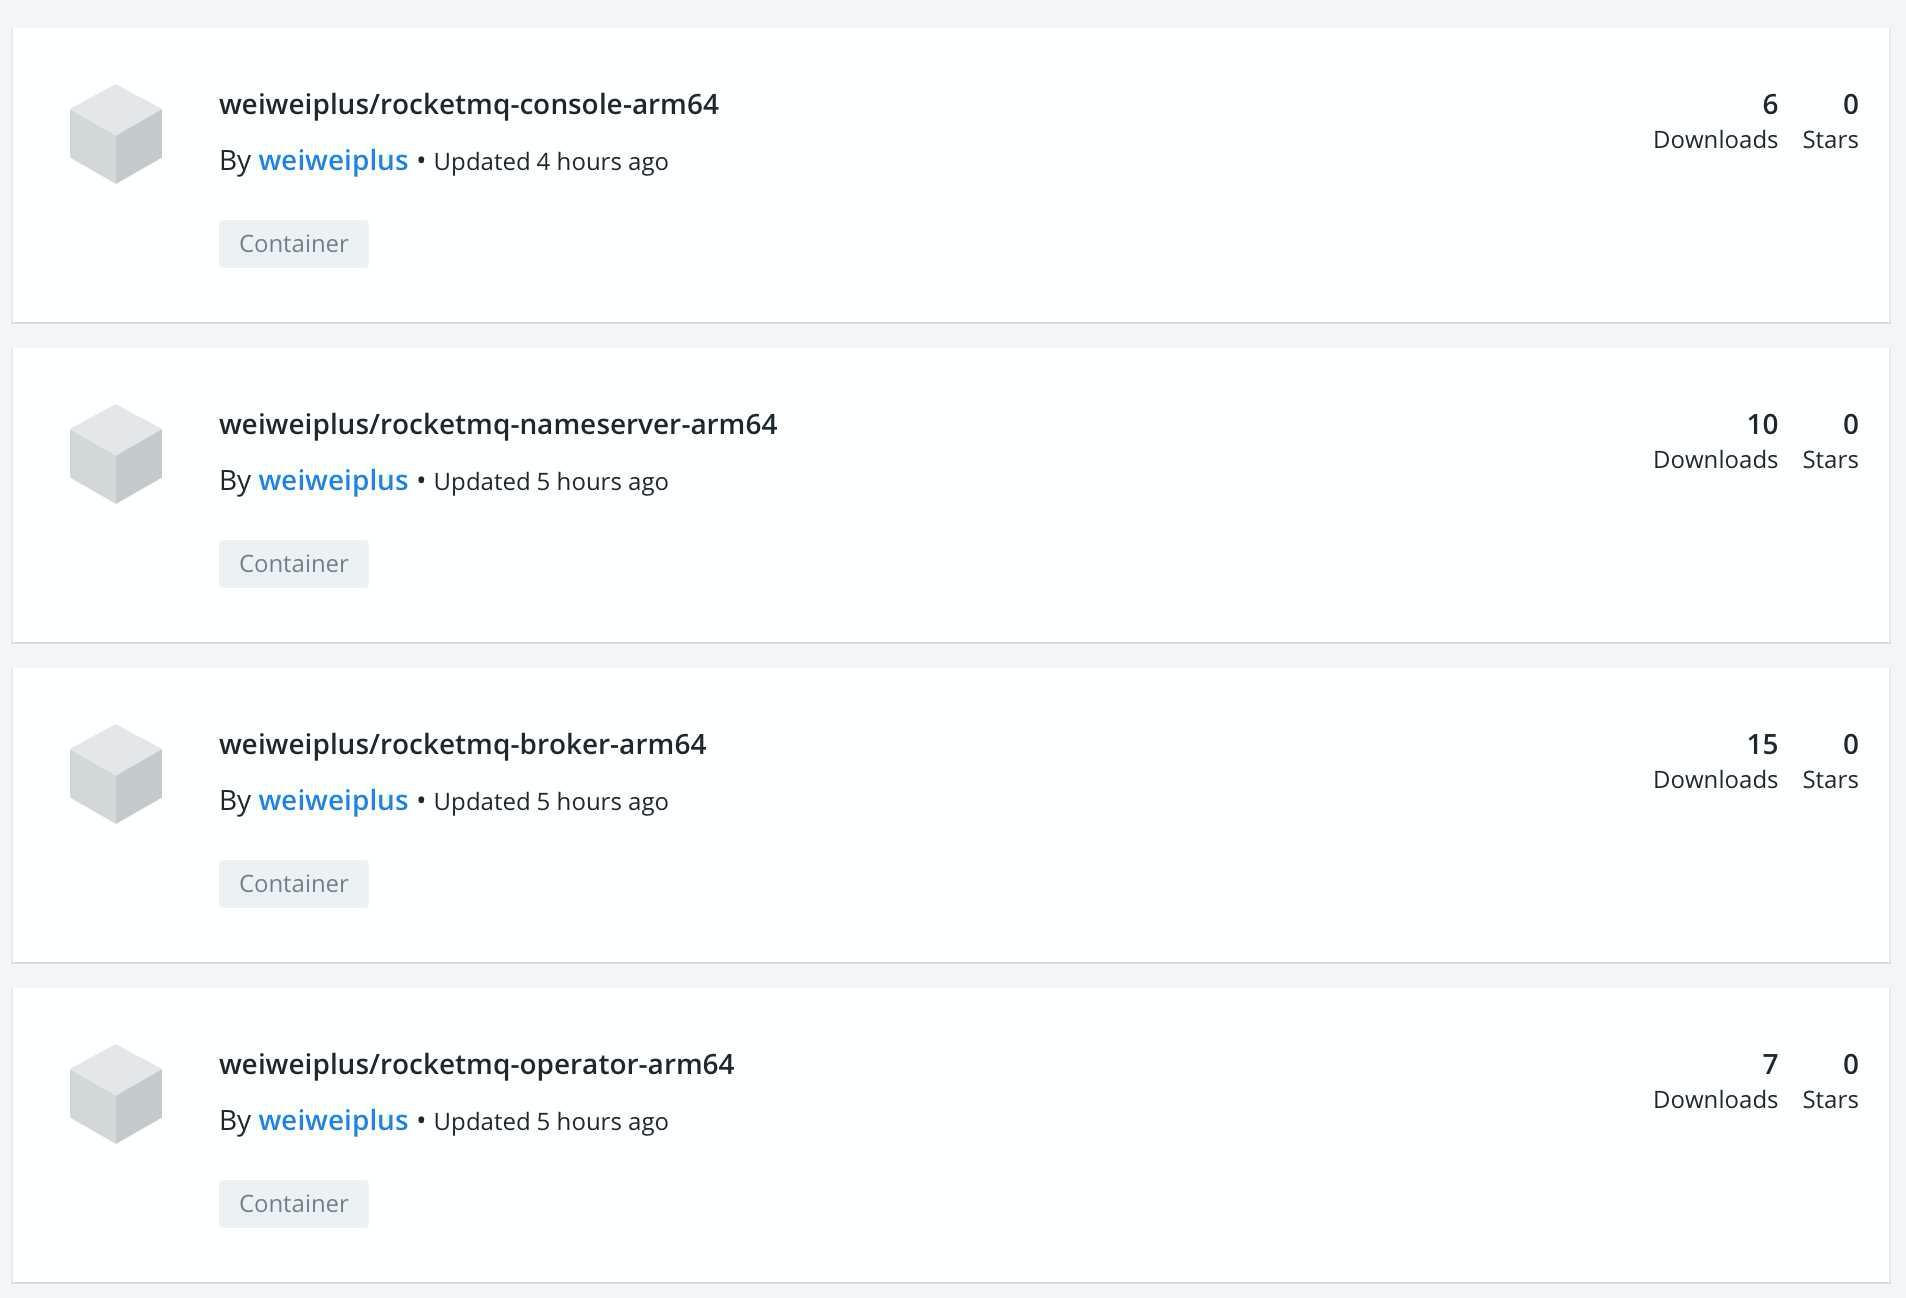 weiweiplus/rocketmq-console-arm64
6 0
By weiweiplus • Updated 4 hours ago
Downloads Stars
Container
weiweiplus/rocketmq-nameserver-arm64
10 0
By weiweiplus • Updated 5 hours ago
Downloads Stars
Container
weiweiplus/rocketmq-broker-arm64
15 0
By weiweiplus • Updated 5 hours ago
Downloads Stars
Container
weiweiplus/rocketmq-operator-arm64
7 0
By weiweiplus • Updated 5 hours ago
Downloads Stars
Container